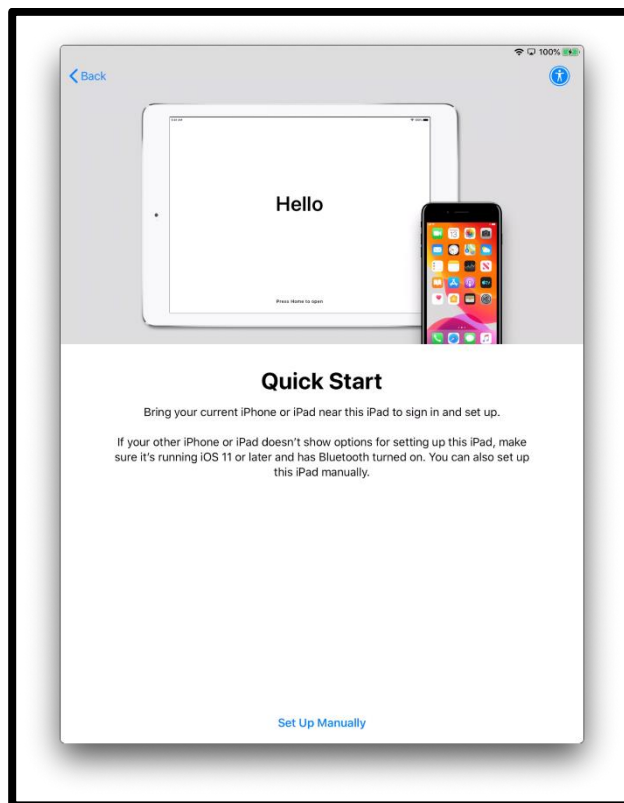 100%
Back
Hello
Press Home to open
Quick Start
Bring your current iPhone or iPad near this iPad to sign in and set up.
If your other iPhone or iPad doesn’t show options for setting up this iPad, make
sure it’s running iOS 11 or later and has Bluetooth turned on. You can also set up
this iPad manually.
Set Up Manually